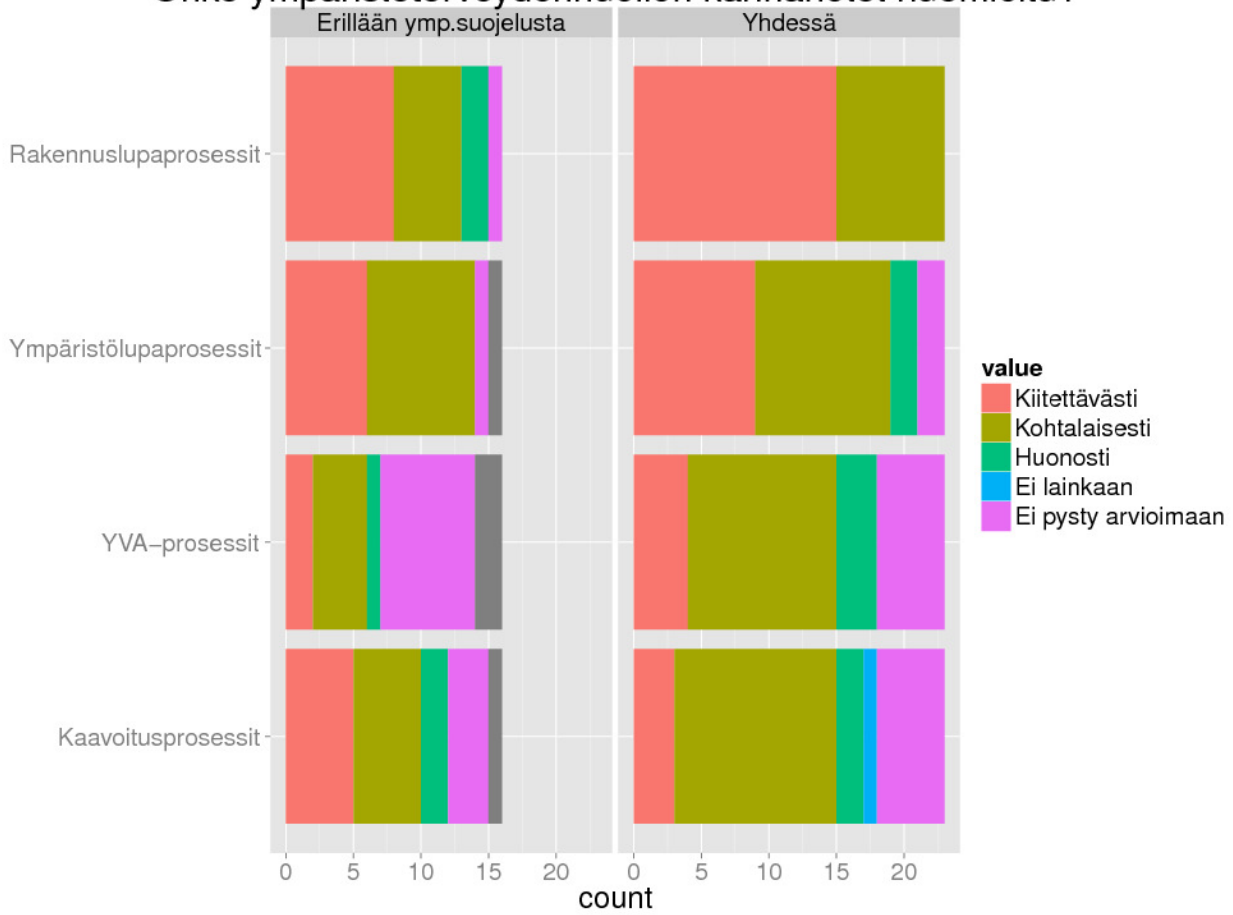 Erillään ymp.suojelusta
Yhdessä
Rakennuslupaprosessit
Ympäristölupaprosessit
YVA–prosessit
Kaavoitusprosessit
0 5 10 15 20
0 5 10 15 20
count
value
Kiitettävästi
Kohtalaisesti
Huonosti
Ei lainkaan
Ei pysty arvioimaan